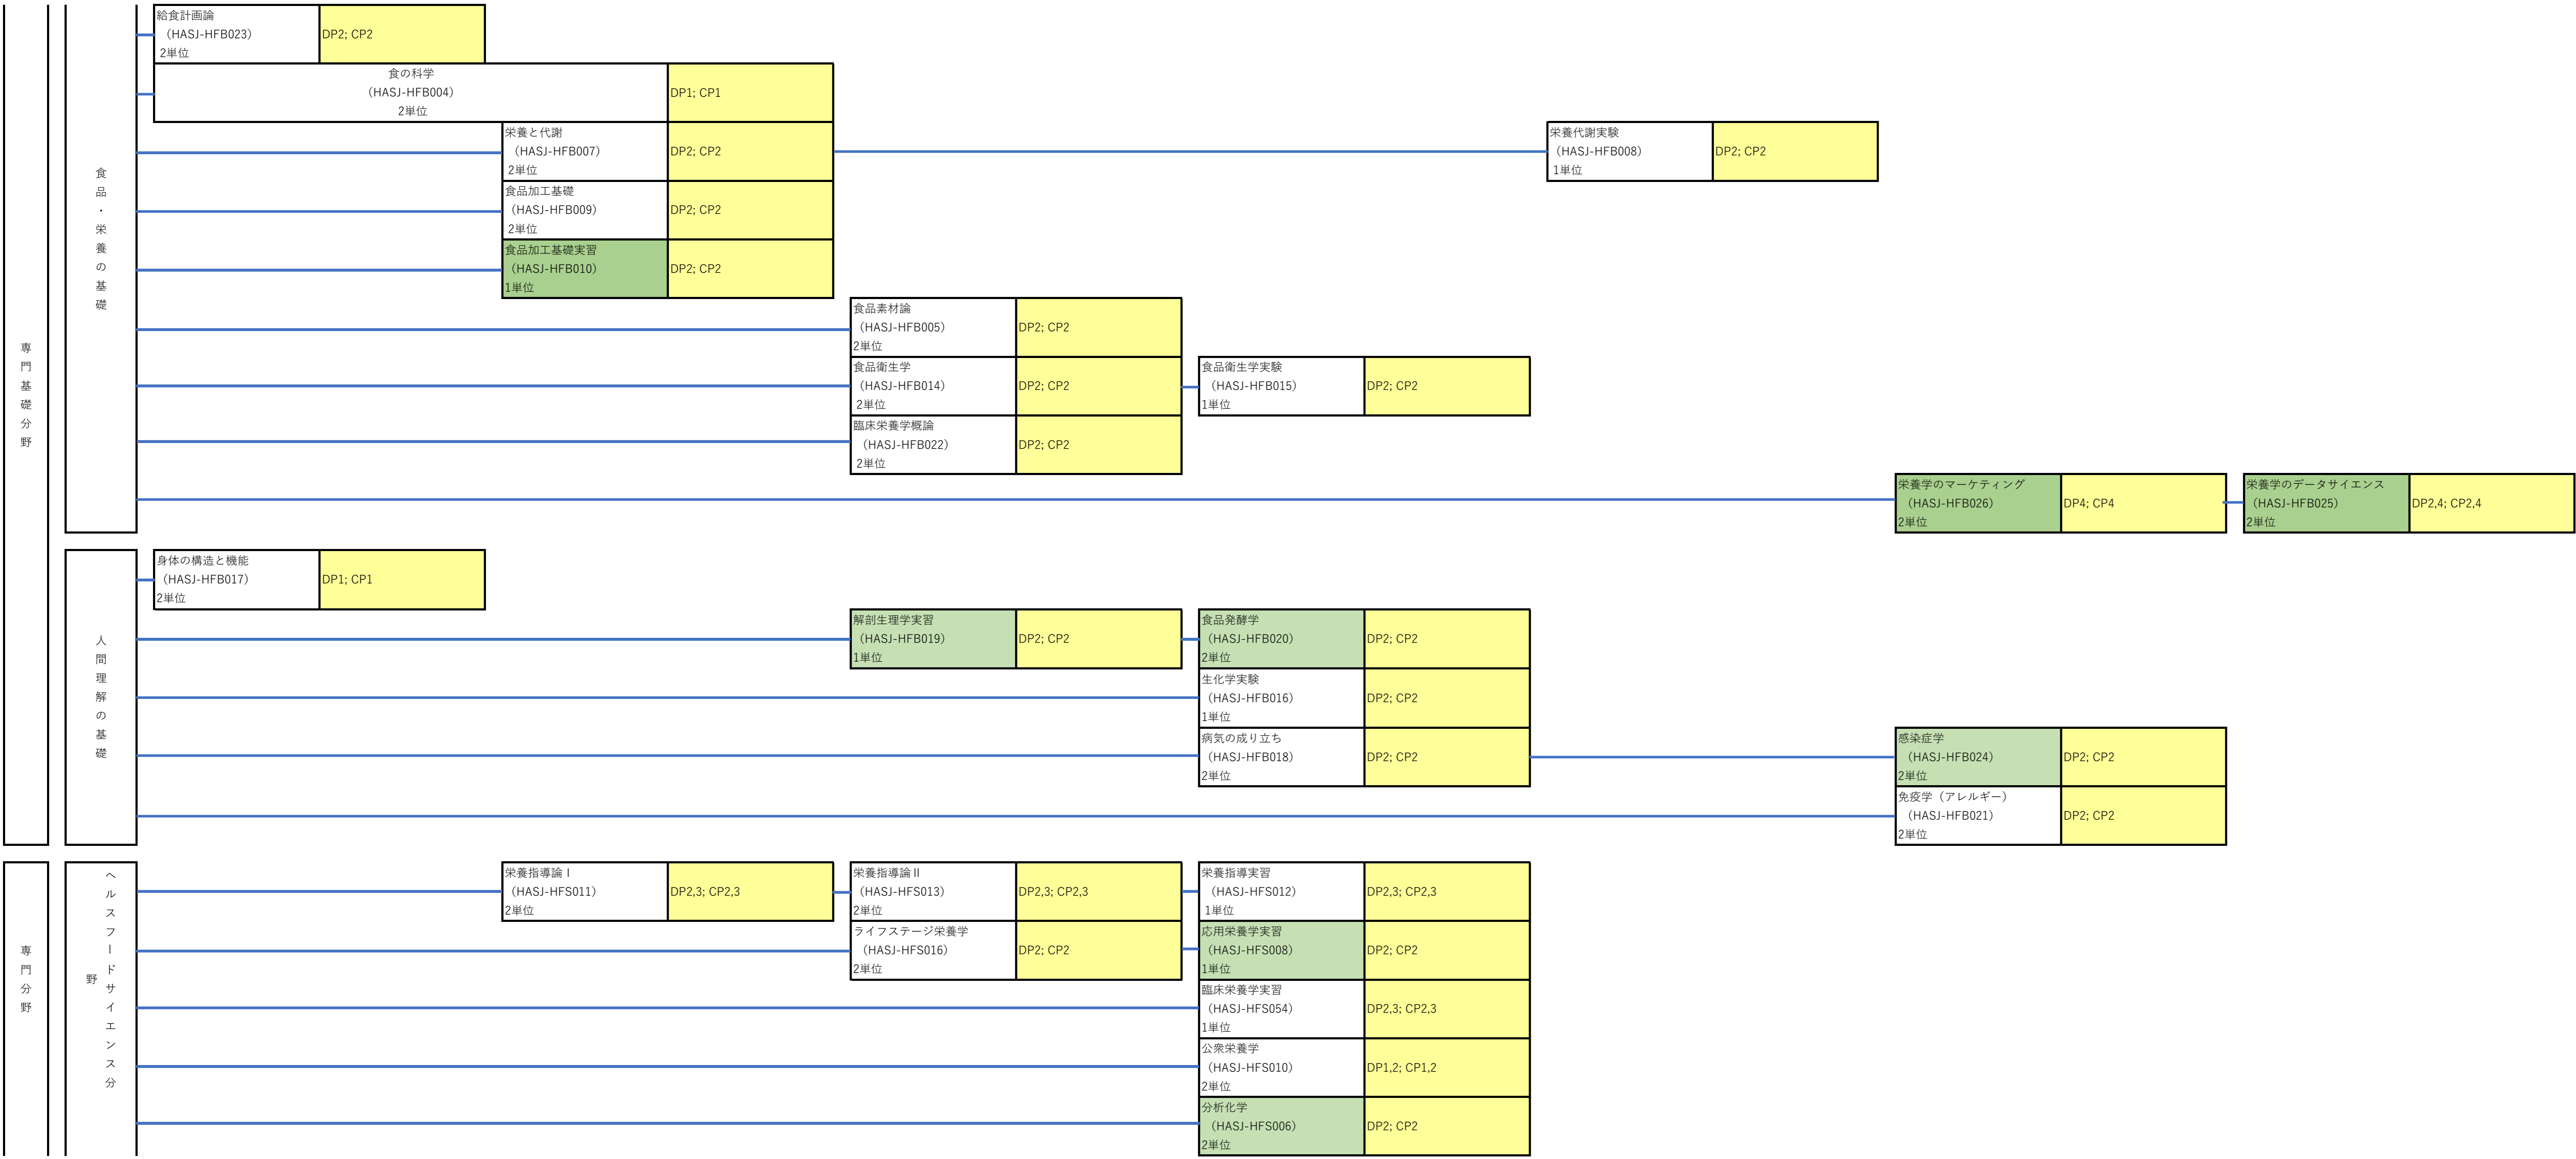 専門基礎分野
食品・栄養の基礎
給食計画論
（HASJ-HFB023）
2単位
DP2; CP2
食の科学
（HASJ-HFB004）
2単位
DP1; CP1
栄養と代謝
（HASJ-HFB007）
2単位
DP2; CP2
栄養代謝実験
（HASJ-HFB008）
1単位
DP2; CP2
食品加工基礎
（HASJ-HFB009）
2単位
DP2; CP2
食品加工基礎実習
（HASJ-HFB010）
1単位
DP2; CP2
食品素材論
（HASJ-HFB005）
2単位
DP2; CP2
食品衛生学
（HASJ-HFB014）
2単位
DP2; CP2
食品衛生学実験
（HASJ-HFB015）
1単位
DP2; CP2
臨床栄養学概論
（HASJ-HFB022）
2単位
DP2; CP2
栄養学のマーケティング
（HASJ-HFB026）
2単位
DP4; CP4
栄養学のデータサイエンス
（HASJ-HFB025）
2単位
DP2,4; CP2,4
人間理解の基礎
身体の構造と機能
（HASJ-HFB017）
2単位
DP1; CP1
解剖生理学実習
（HASJ-HFB019）
1単位
DP2; CP2
食品発酵学
（HASJ-HFB020）
2単位
DP2; CP2
生化学実験
（HASJ-HFB016）
1単位
DP2; CP2
病気の成り立ち
（HASJ-HFB018）
2単位
DP2; CP2
感染症学
（HASJ-HFB024）
2単位
DP2; CP2
免疫学（アレルギー）
（HASJ-HFB021）
2単位
DP2; CP2
専門分野
ヘルスフードサイエンス分
野
栄養指導論Ⅰ
（HASJ-HFS011）
2単位
DP2,3; CP2,3
栄養指導論Ⅱ
（HASJ-HFS013）
2単位
DP2,3; CP2,3
栄養指導実習
（HASJ-HFS012）
1単位
DP2,3; CP2,3
ライフステージ栄養学
（HASJ-HFS016）
2単位
DP2; CP2
応用栄養学実習
（HASJ-HFS008）
1単位
DP2; CP2
臨床栄養学実習
（HASJ-HFS054）
1単位
DP2,3; CP2,3
公衆栄養学
（HASJ-HFS010）
2単位
DP1,2; CP1,2
分析化学
（HASJ-HFS006）
2単位
DP2; CP2